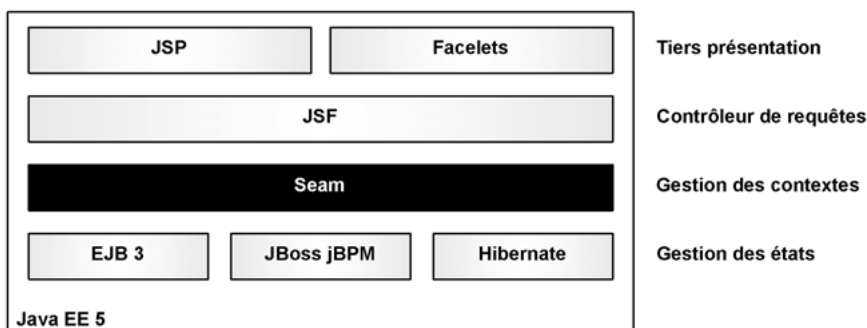 JSP Facelets Tiers présentation
JSF Contrôleur de requêtes
Seam Gestion des contextes
EJB 3 JBoss jBPM Hibernate Gestion des états
Java EE 5